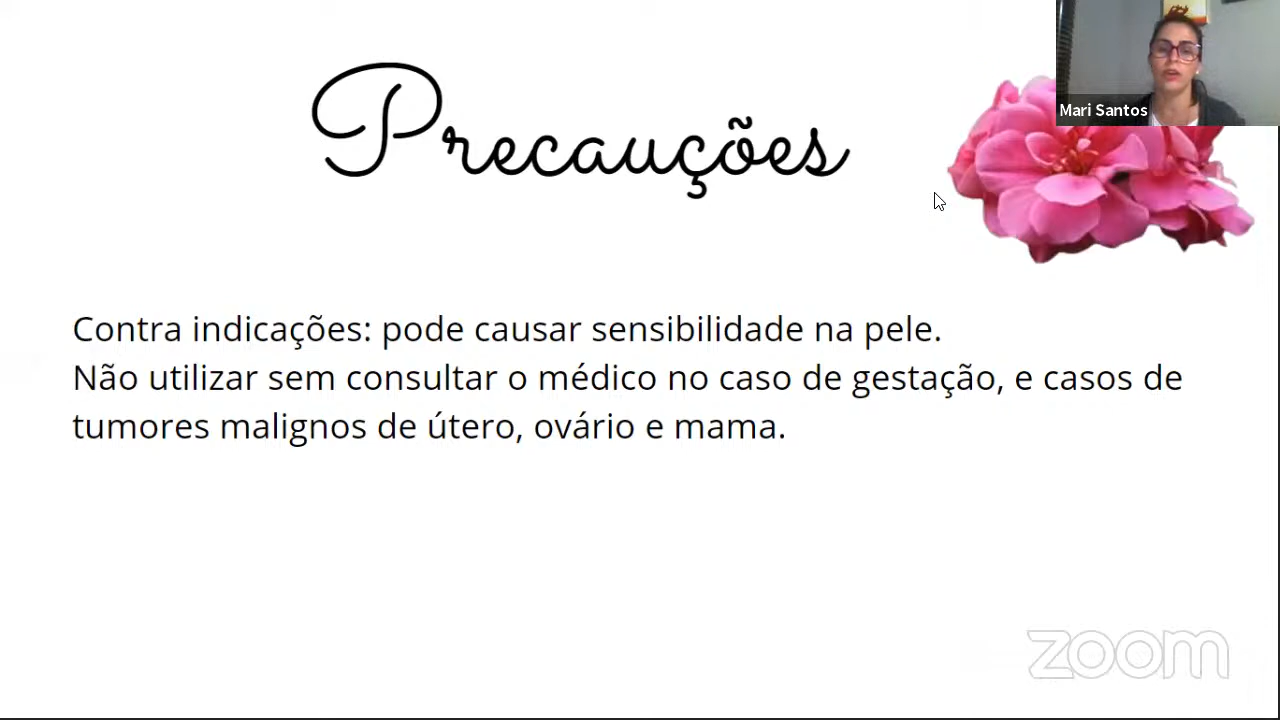 Mari Santos
Precauções
Contra indicações: pode causar sensibilidade na pele.
Não utilizar sem consultar o médico no caso de gestação, e casos de
tumores malignos de útero, ovário e mama.
zoom